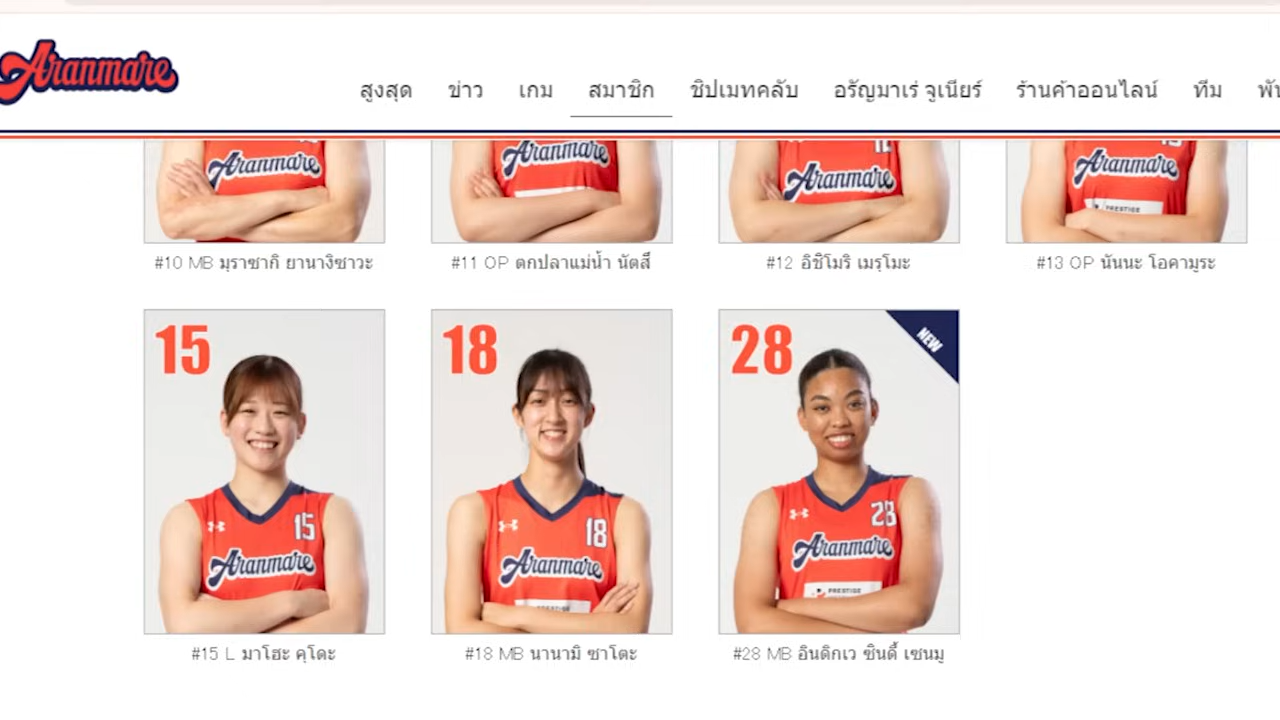 Aranmare
สูงสุด ข่าว เกม สมาชิก ชิปเมทคลับ อรัญมาเร่ จูเนียร์ ร้านค้าออนไลน์ ทีม
Aranmare Aranmare 12 Aranmare Aranmare
PRESTIGE
#10 MB มุราซากิ ยานางิซาวะ #11 OP ตกปลาแม่น้ำ นัตสึ #12 อิชิโมริ เมรุโมะ #13 OP นันนะ โอคามูระ
15 18 28 NEW
15 18 28
Aranmare Aranmare Aranmare
PRESTIGE PRESTIGE
#15 L มาโฮะ คุโดะ #18 MB นานามิ ซาโตะ #28 MB อินดิกเว ซินดี้ เซนมู